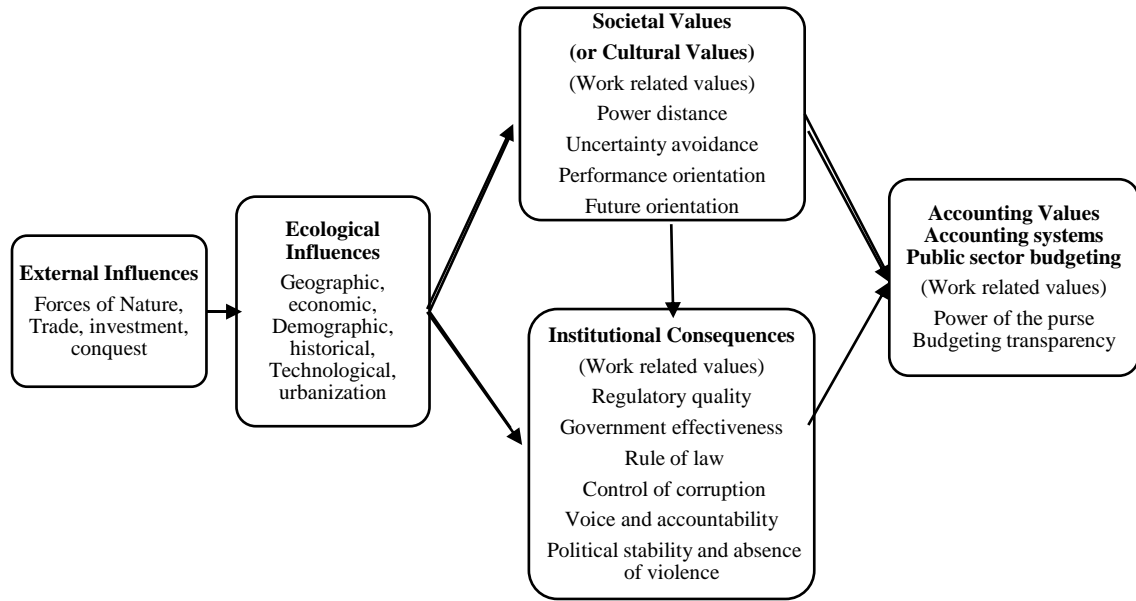 External Influences
Forces of Nature,
Trade, investment,
conquest
Ecological
Influences
Geographic,
economic,
Demographic,
historical,
Technological,
urbanization
Societal Values
(or Cultural Values)
(Work related values)
Power distance
Uncertainty avoidance
Performance orientation
Future orientation
Institutional Consequences
(Work related values)
Regulatory quality
Government effectiveness
Rule of law
Control of corruption
Voice and accountability
Political stability and absence
of violence
Accounting Values
Accounting systems
Public sector budgeting
(Work related values)
Power of the purse
Budgeting transparency